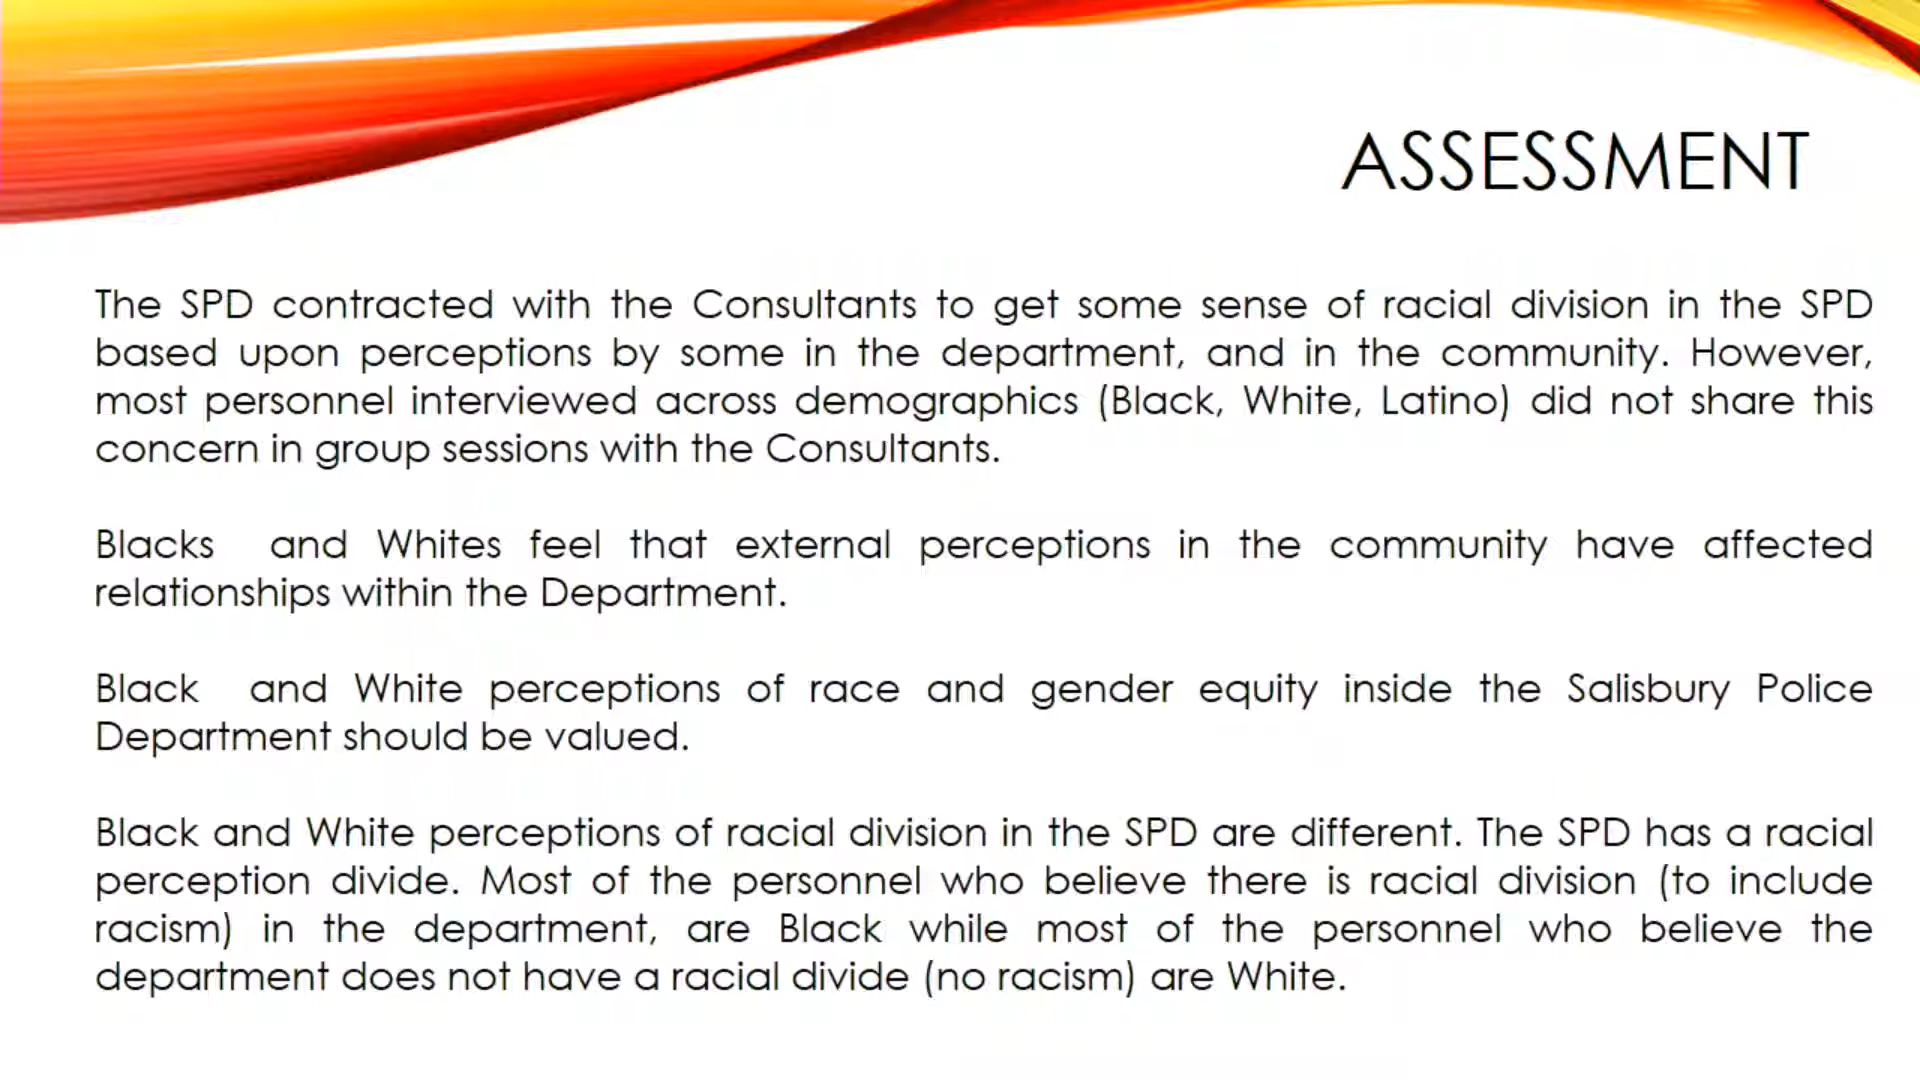 ASSESSMENT
The SPD contracted with the Consultants to get some sense of racial division in the SPD
based upon perceptions by some in the department, and in the community. However,
most personnel interviewed across demographics (Black, White, Latino) did not share this
concern in group sessions with the Consultants.
Blacks and Whites feel that external perceptions in the community have affected
relationships within the Department.
Black and White perceptions of race and gender equity inside the Salisbury Police
Department should be valued.
Black and White perceptions of racial division in the SPD are different. The SPD has a racial
perception divide. Most of the personnel who believe there is racial division (to include
racism) in the department, are Black while most of the personnel who believe the
department does not have a racial divide (no racism) are White.